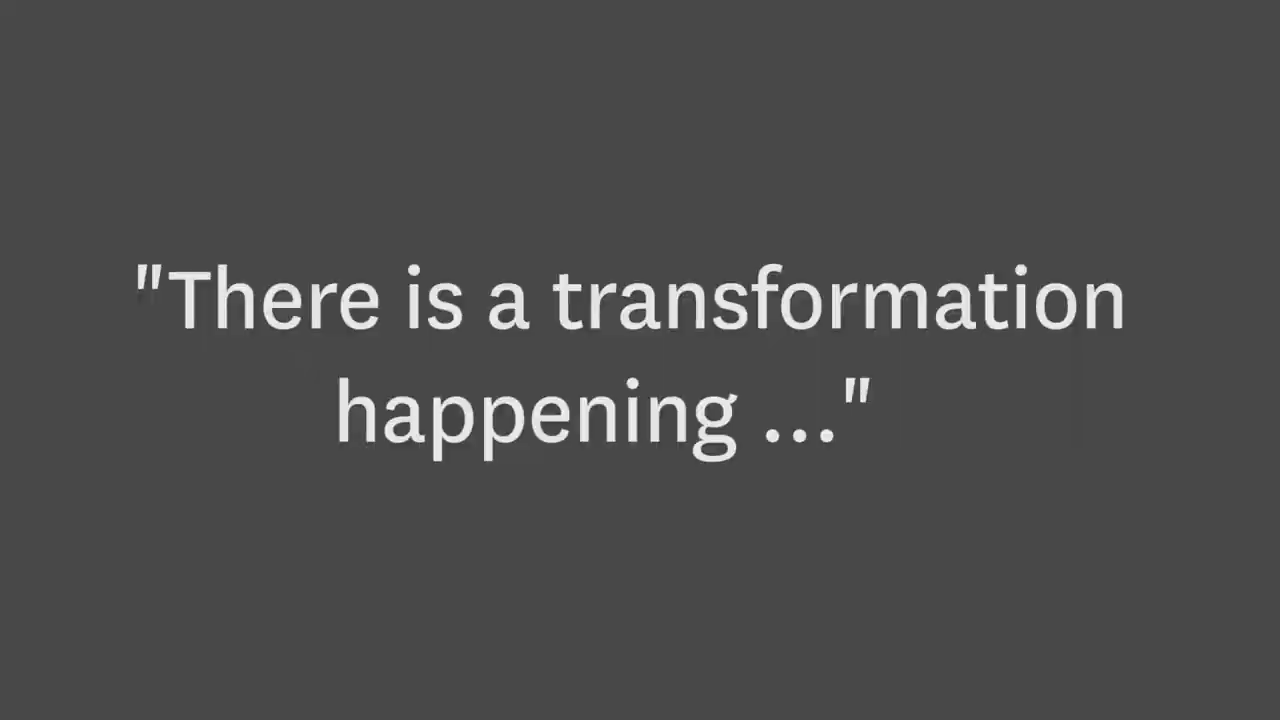 "There is a transformation
happening ..."